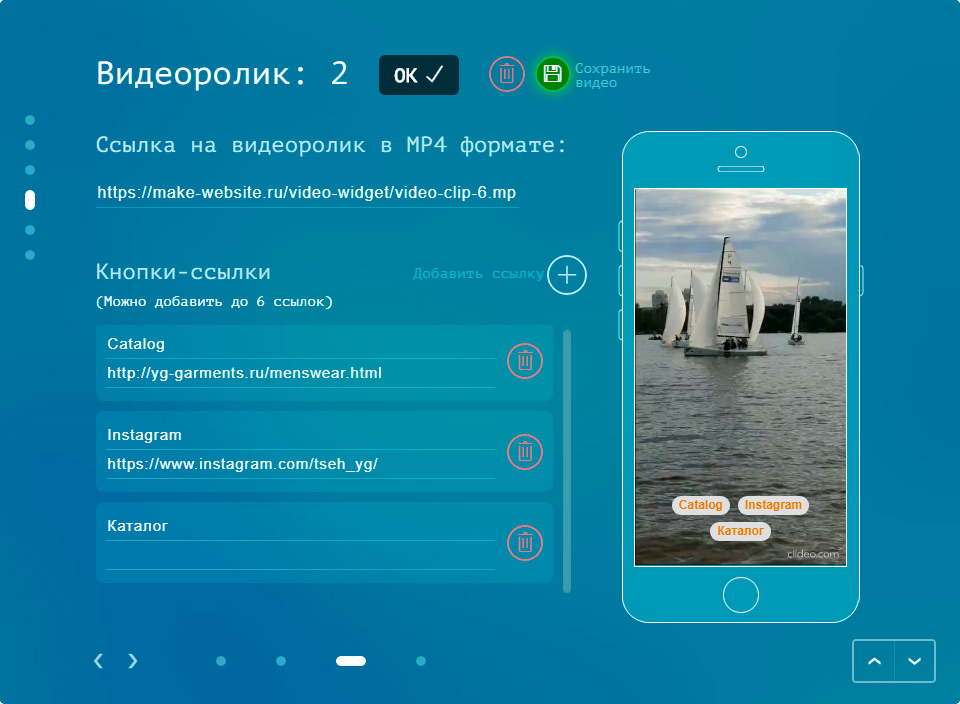 Видеоролик: 2
OK
Сохранить
видео
Ссылка на видеоролик в MP4 формате:
https://make-website.ru/video-widget/video-clip-6.mp
Кнопки-ссылки
Добавить ссылку
(Можно добавить до 6 ссылок)
Catalog
http://yg-garments.ru/menswear.html
Instagram
https://www.instagram.com/tseh_yg/
Каталог
Catalog
Instagram
Каталог
clideo.com